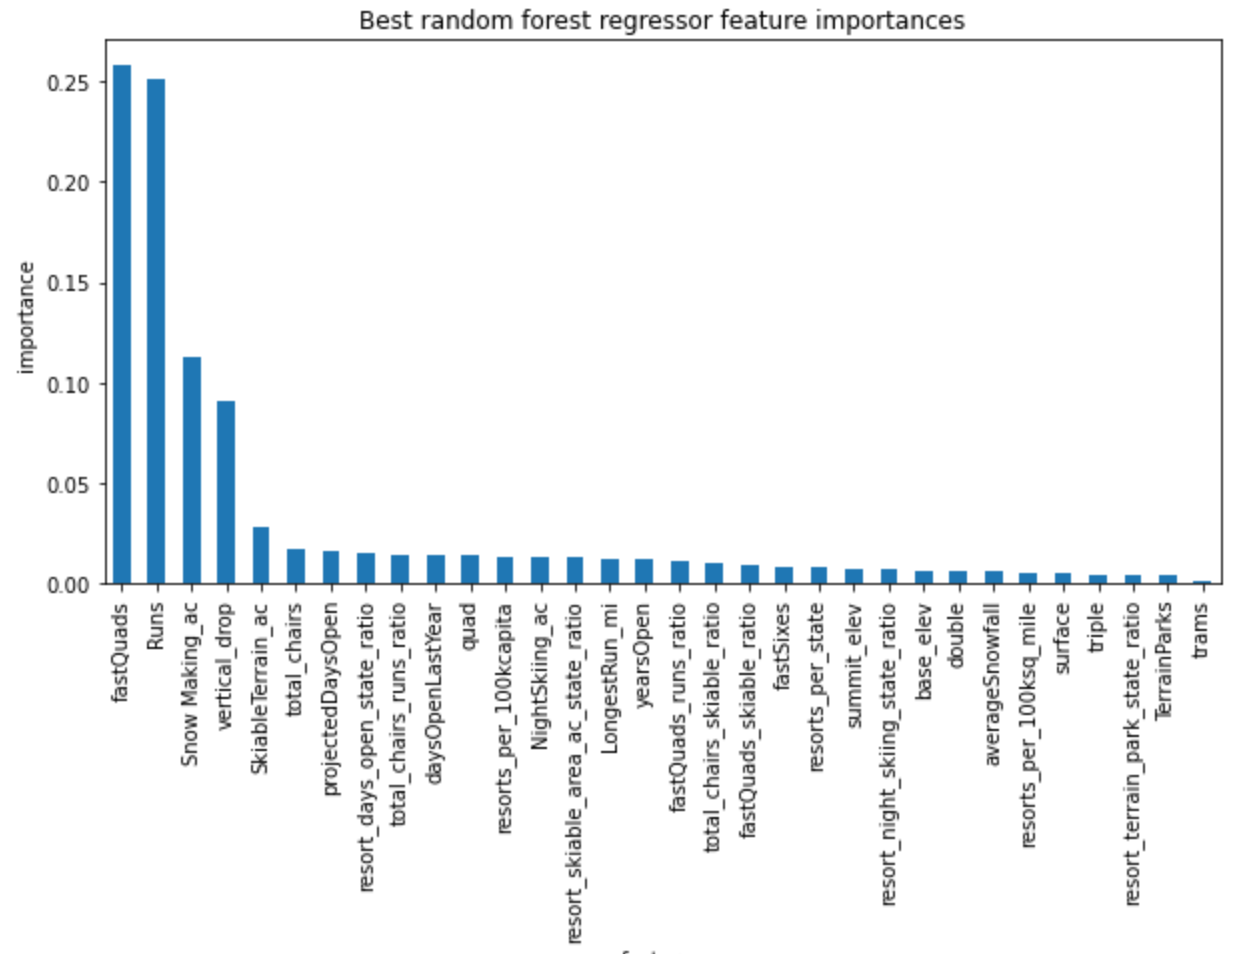 Best random forest regressor feature importances
importance
0.25
0.20
0.15
0.10
0.05
0.00
fastQuads
Runs
Snow Making_ac
vertical_drop
SkiableTerrain_ac
total_chairs
projectedDaysOpen
resort_days_open_state_ratio
total_chairs_runs_ratio
daysOpenLastYear
quad
resorts_per_100kcapita
NightSkiing_ac
resort_skiable_area_ac_state_ratio
LongestRun_mi
yearsOpen
fastQuads_runs_ratio
total_chairs_skiable_ratio
fastQuads_skiable_ratio
fastSixes
resorts_per_state
summit_elev
resort_night_skiing_state_ratio
base_elev
double
averageSnowfall
resorts_per_100ksq_mile
surface
triple
resort_terrain_park_state_ratio
TerrainParks
trams